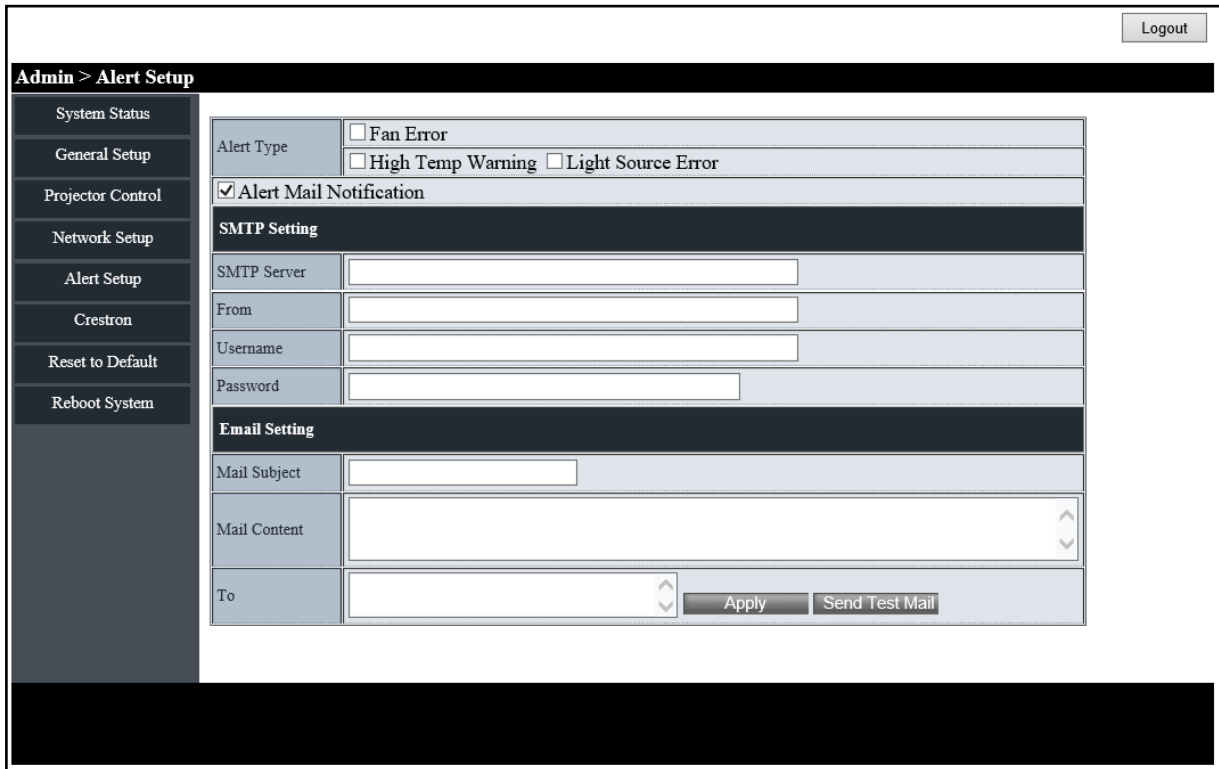 Logout
Admin > Alert Setup
System Status
General Setup
Projector Control
Network Setup
Alert Setup
Crestron
Reset to Default
Reboot System
Alert Type
Fan Error
High Temp Warning Light Source Error
Alert Mail Notification
SMTP Setting
SMTP Server
From
Username
Password
Email Setting
Mail Subject
Mail Content
To
Apply Send Test Mail